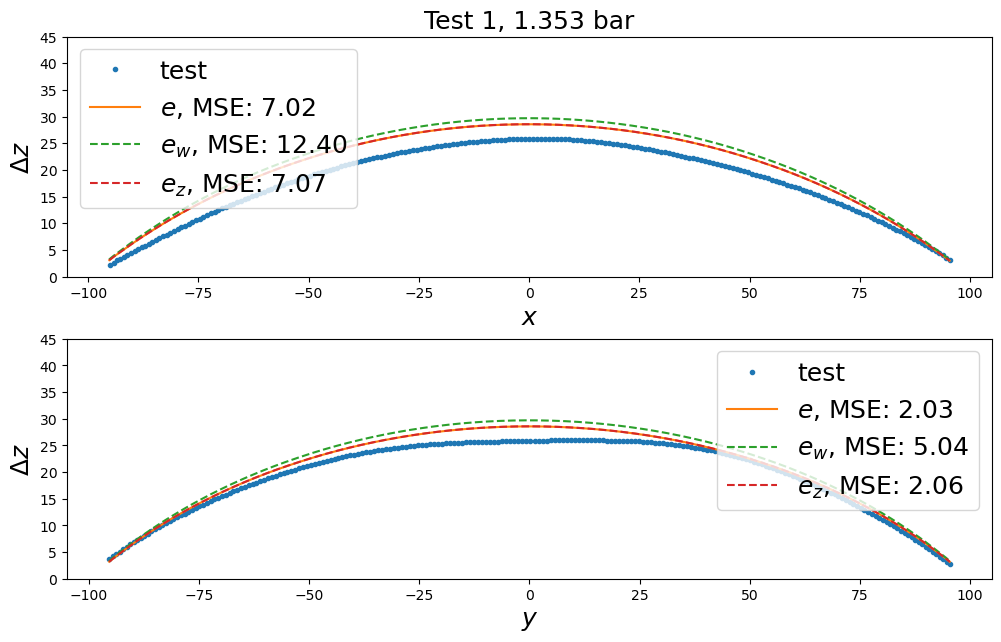 Test 1, 1.353 bar
45
40
35
30
25
20
15
10
5
0
Δz
test
e, MSE: 7.02
e_w, MSE: 12.40
e_z, MSE: 7.07
−100 −75 −50 −25 0 25 50 75 100
x
45
40
35
30
25
20
15
10
5
0
Δz
test
e, MSE: 2.03
e_w, MSE: 5.04
e_z, MSE: 2.06
−100 −75 −50 −25 0 25 50 75 100
y